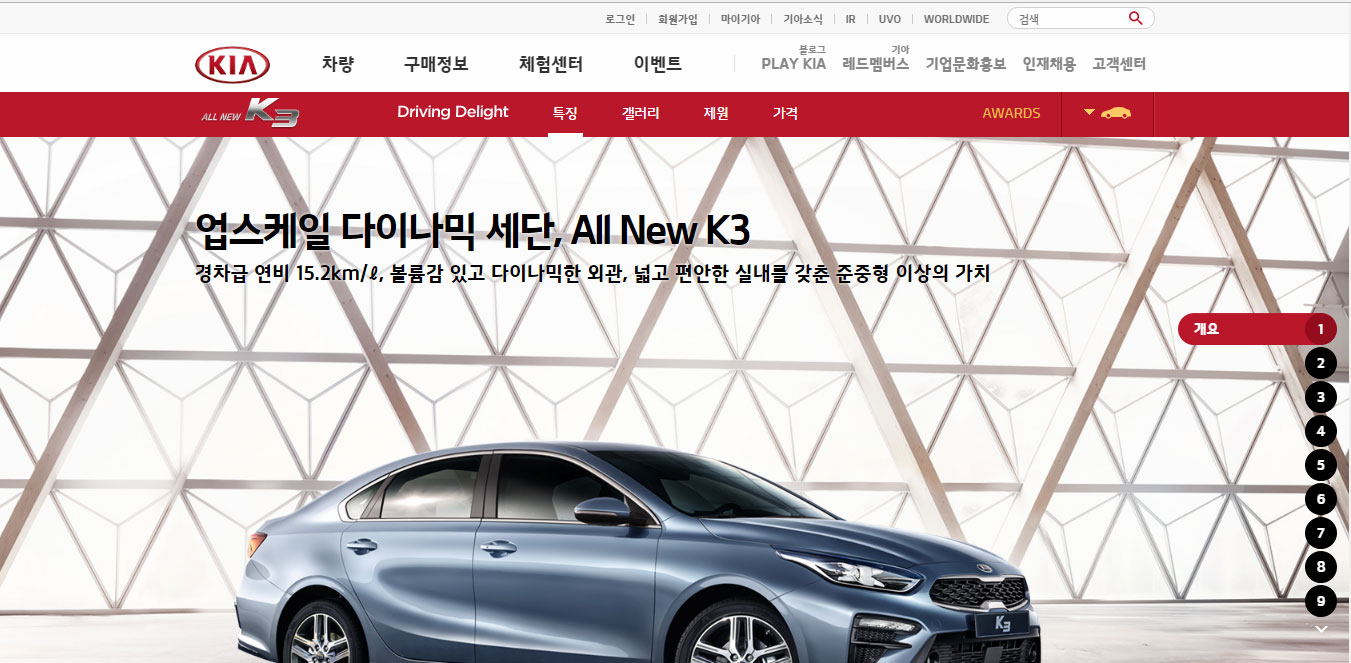 로그인 회원가입 마이기아 기아소식 IR UVO WORLDWIDE 검색
KIA 차량 구매정보 체험센터 이벤트
블로그 기아
PLAY KIA 레드멤버스 기업문화홍보 인재채용 고객센터
ALL NEW K3 Driving Delight 특징 갤러리 제원 가격 AWARDS
업스케일 다이나믹 세단, All New K3
경차급 연비 15.2km/ℓ, 볼륨감 있고 다이나믹한 외관, 넓고 편안한 실내를 갖춘 준중형 이상의 가치
개요 1
2
3
4
5
6
7
8
9
KIA
K3